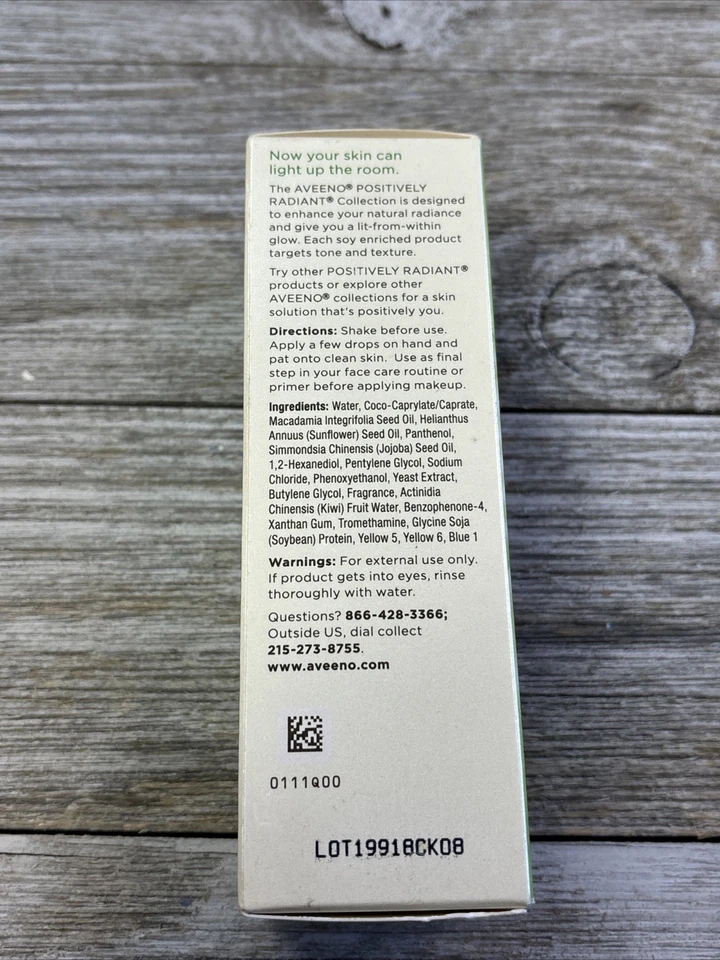 Now your skin can
light up the room.
The AVEENO® POSITIVELY
RADIANT® Collection is designed
to enhance your natural radiance
and give you a lit-from-within
glow. Each soy enriched product
targets tone and texture.
Try other POSITIVELY RADIANT®
products or explore other
AVEENO® collections for a skin
solution that's positively you.
Directions: Shake before use.
Apply a few drops on hand and
pat onto clean skin. Use as final
step in your face care routine or
primer before applying makeup.
Ingredients: Water, Coco-Caprylate/Caprate,
Macadamia Integrifolia Seed Oil, Helianthus
Annuus (Sunflower) Seed Oil, Panthenol,
Simmondsia Chinensis (Jojoba) Seed Oil,
1,2-Hexanediol, Pentylene Glycol, Sodium
Chloride, Phenoxyethanol, Yeast Extract,
Butylene Glycol, Fragrance, Actinidia
Chinensis (Kiwi) Fruit Water, Benzophenone-4,
Xanthan Gum, Tromethamine, Glycine Soja
(Soybean) Protein, Yellow 5, Yellow 6, Blue 1
Warnings: For external use only.
If product gets into eyes, rinse
thoroughly with water.
Questions? 866-428-3366;
Outside US, dial collect
215-273-8755.
www.aveeno.com
0111Q00
LOT19918CK08